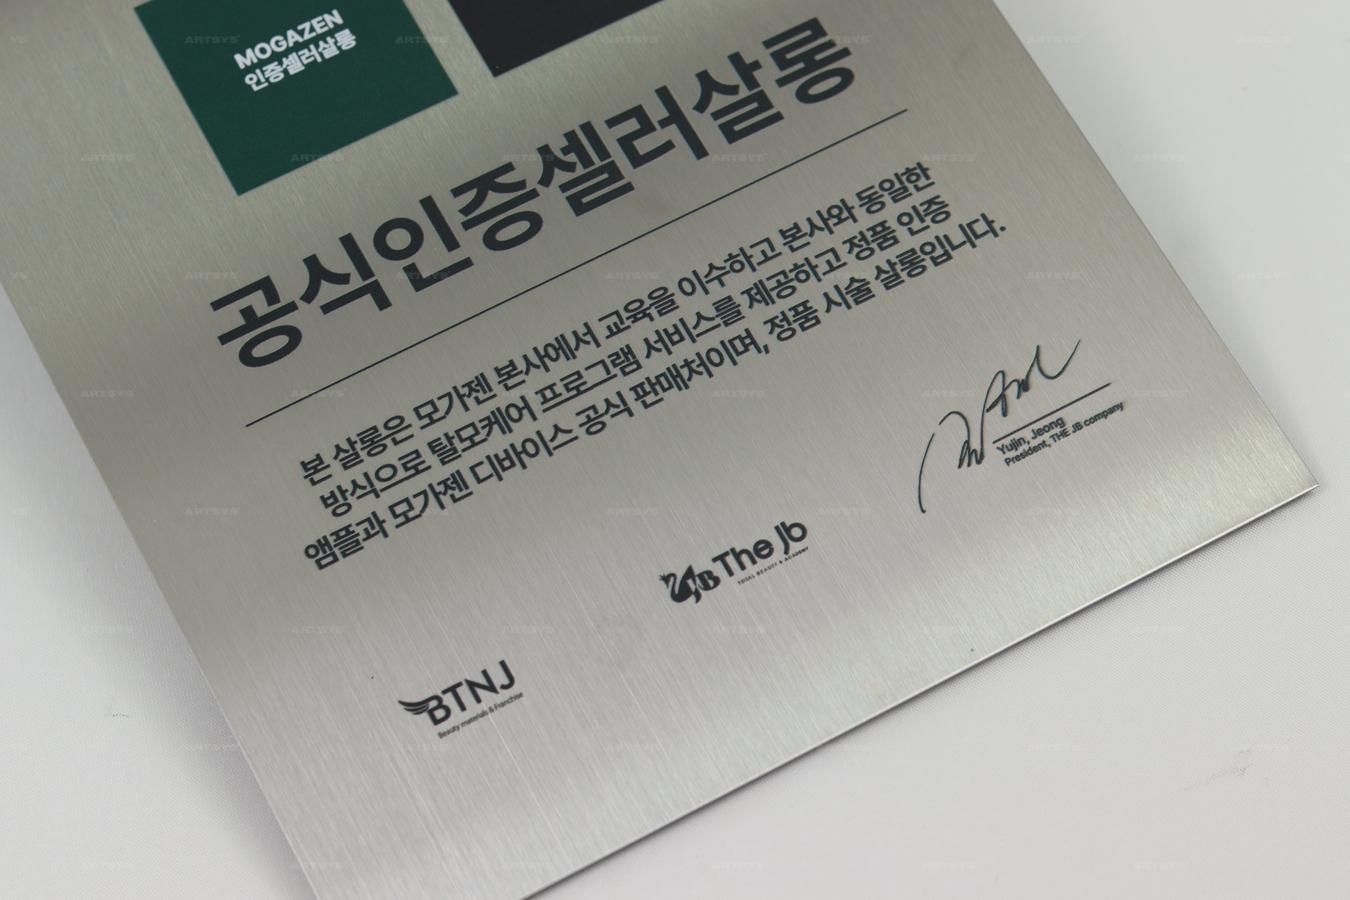 MOGAZEN
인증셀러살롱
공식인증셀러살롱
본 살롱은 모가젠 본사에서 교육을 이수하고 본사와 동일한
방식으로 탈모케어 프로그램 서비스를 제공하고 정품 인증
앰플과 모가젠 디바이스 공식 판매처이며, 정품 시술 살롱입니다.
Yujin, Jeong
President, THE JB company
JB The Jb
TOTAL BEAUTY & ACADEMY
BTNJ
Beauty materials & Franchise
ARTSYS